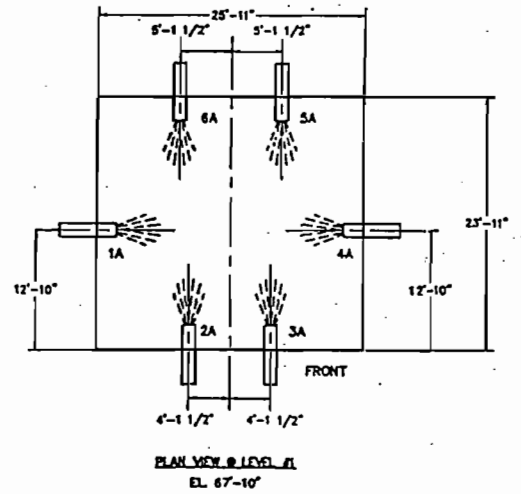 25'-11"
5'-1 1/2" 5'-1 1/2"
6A 5A
23'-11"
1A 4A
12'-10" 12'-10"
2A 3A
FRONT
4'-1 1/2" 4'-1 1/2"
PLAN VIEW @ LEVEL #1
EL. 67'-10"